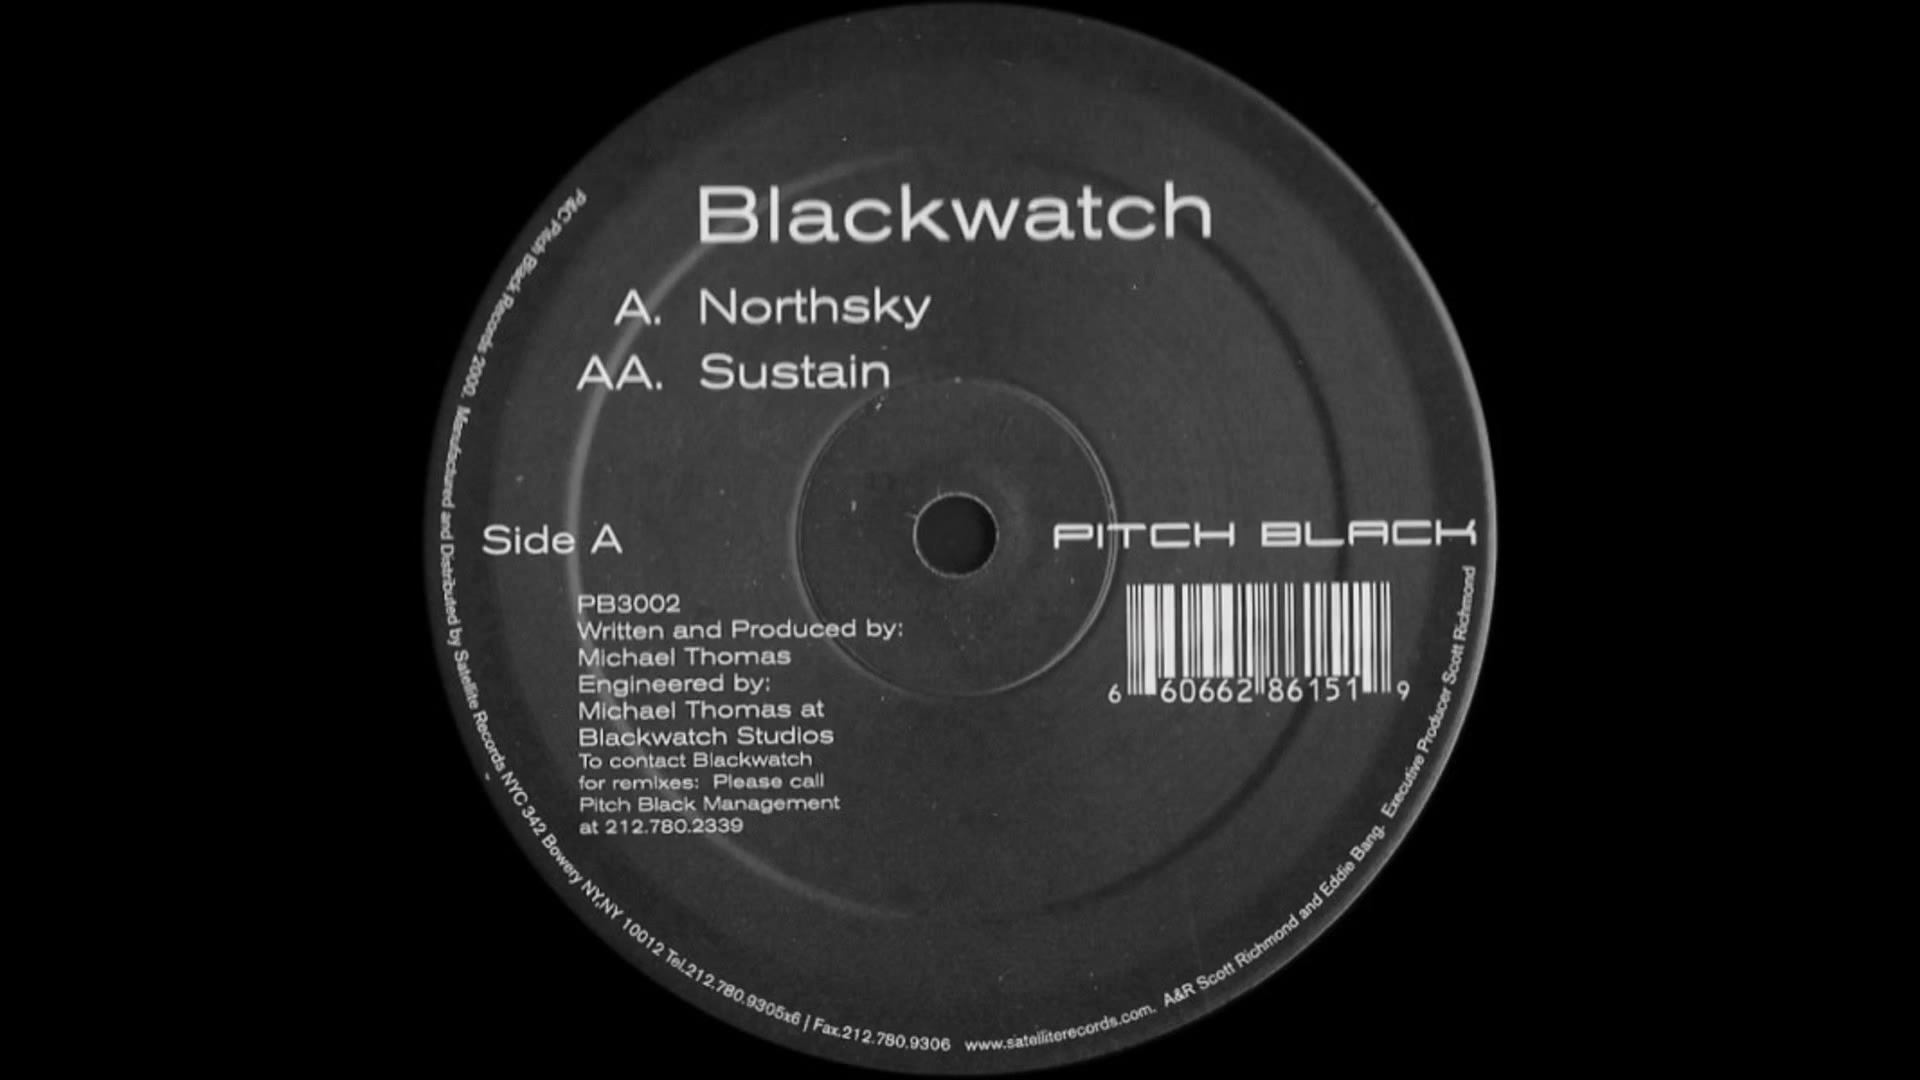 Blackwatch
A. Northsky
AA. Sustain
Side A
PITCH BLACK
PB3002
Written and Produced by:
Michael Thomas
Engineered by:
Michael Thomas at
Blackwatch Studios
To contact Blackwatch
for remixes: Please call
Pitch Black Management
at 212.780.2339
6 60662 86151 9
P&C Pitch Black Records 2000. Manufactured and Distributed by Satellite Records NYC 342 Bowery NY,NY 10012 Tel.212.780.9305x6 | Fax.212.780.9306 www.satelliterecords.com. A&R Scott Richmond and Eddie Bang. Executive Producer Scott Richmond